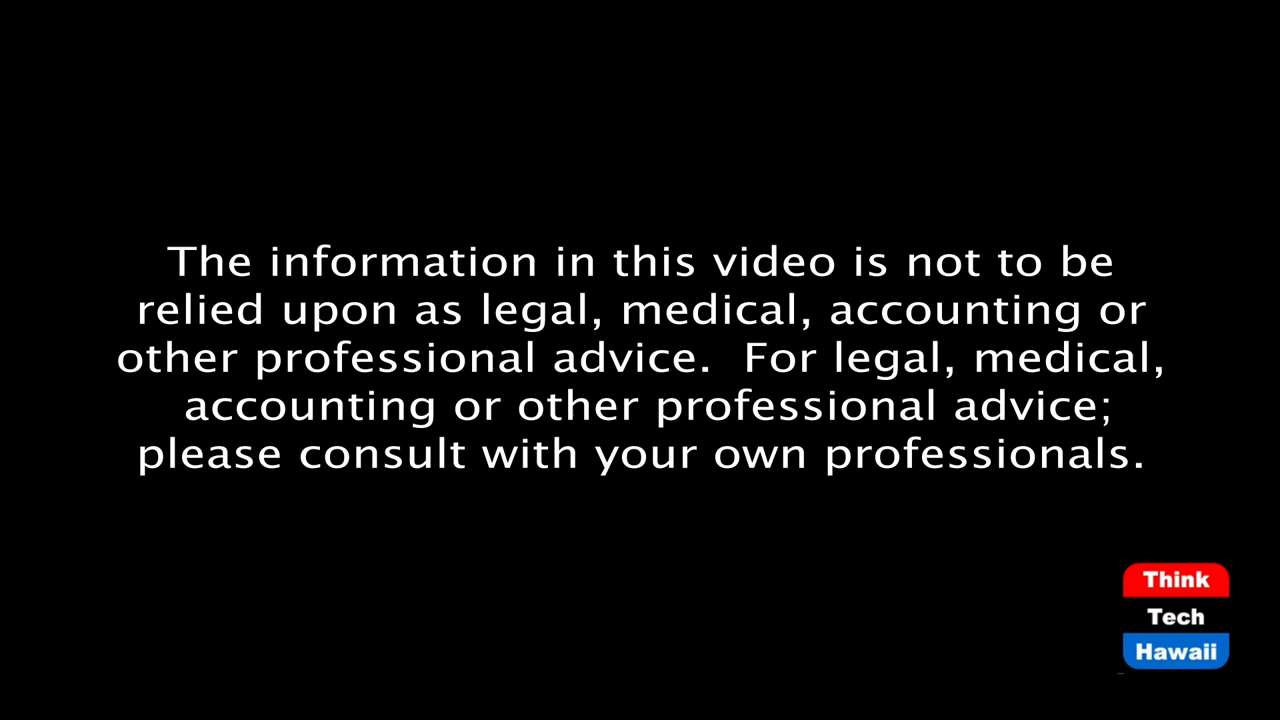 The information in this video is not to be
relied upon as legal, medical, accounting or
other professional advice.  For legal, medical,
accounting or other professional advice;
please consult with your own professionals.
Think
Tech
Hawaii